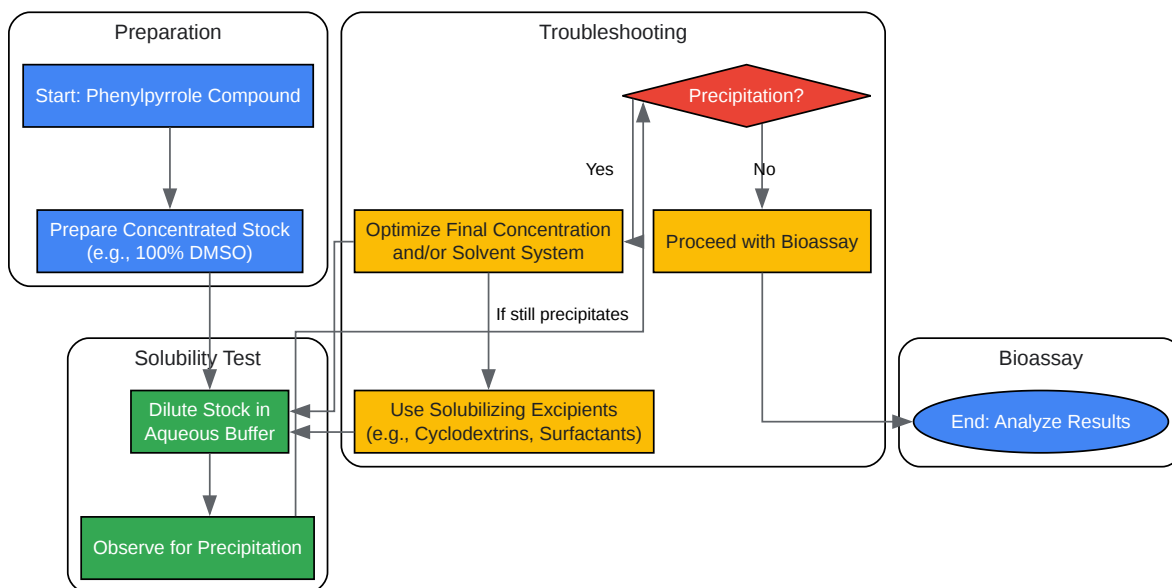 Preparation
Start: Phenylpyrrole Compound
Prepare Concentrated Stock
(e.g., 100% DMSO)
Troubleshooting
Precipitation?
Yes
No
Optimize Final Concentration
and/or Solvent System
Proceed with Bioassay
If still precipitates
Use Solubilizing Excipients
(e.g., Cyclodextrins, Surfactants)
Solubility Test
Dilute Stock in
Aqueous Buffer
Observe for Precipitation
Bioassay
End: Analyze Results